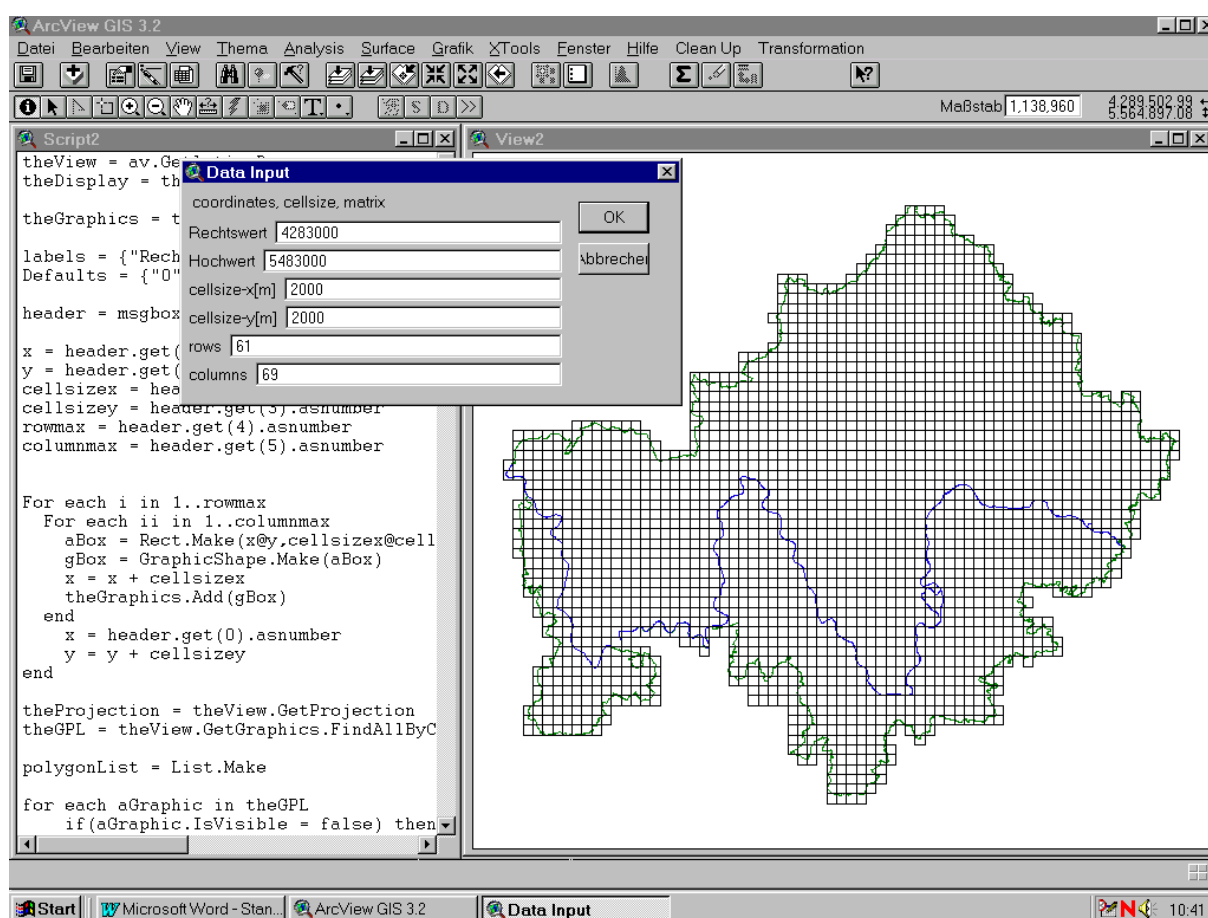 ArcView GIS 3.2
Datei Bearbeiten View Thema Analysis Surface Grafik XTools Fenster Hilfe Clean Up Transformation
Maßstab 1,138,960
4.289.502.99
5.564.897.08
Script2
theView = av.Ge
theDisplay = th
theGraphics = t
labels = {"Rech
Defaults = {"0"
header = msgbox
x = header.get(
y = header.get(
cellsizex = hea
cellsizey = header.get(3).asnumber
rowmax = header.get(4).asnumber
columnmax = header.get(5).asnumber
For each i in 1..rowmax
For each ii in 1..columnmax
aBox = Rect.Make(x@y,cellsizex@cell
gBox = GraphicShape.Make(aBox)
x = x + cellsizex
theGraphics.Add(gBox)
end
x = header.get(0).asnumber
y = y + cellsizey
end
theProjection = theView.GetProjection
theGPL = theView.GetGraphics.FindAllByC
polygonList = List.Make
for each aGraphic in theGPL
if(aGraphic.IsVisible = false) then
View2
Data Input
coordinates, cellsize, matrix
Rechtswert 4283000
Hochwert 5483000
cellsize-x[m] 2000
cellsize-y[m] 2000
rows 61
columns 69
OK
Abbrechen
Start
Microsoft Word - Stan...
ArcView GIS 3.2
Data Input
10:41